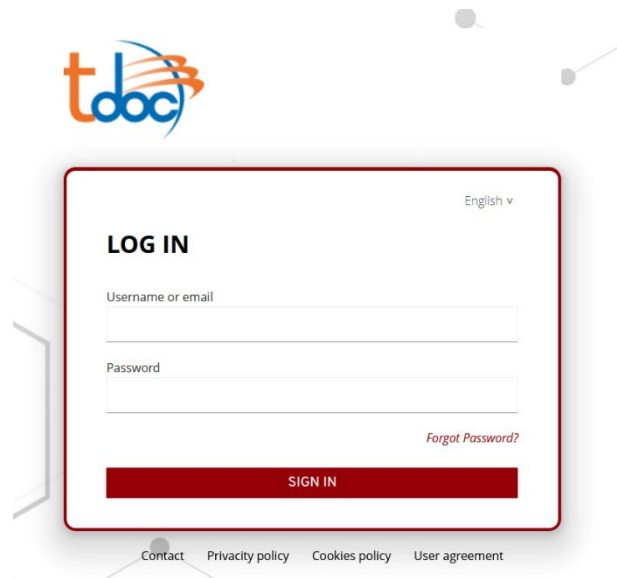 tdoc
English v
LOG IN
Username or email
Password
Forgot Password?
SIGN IN
Contact Privacity policy Cookies policy User agreement